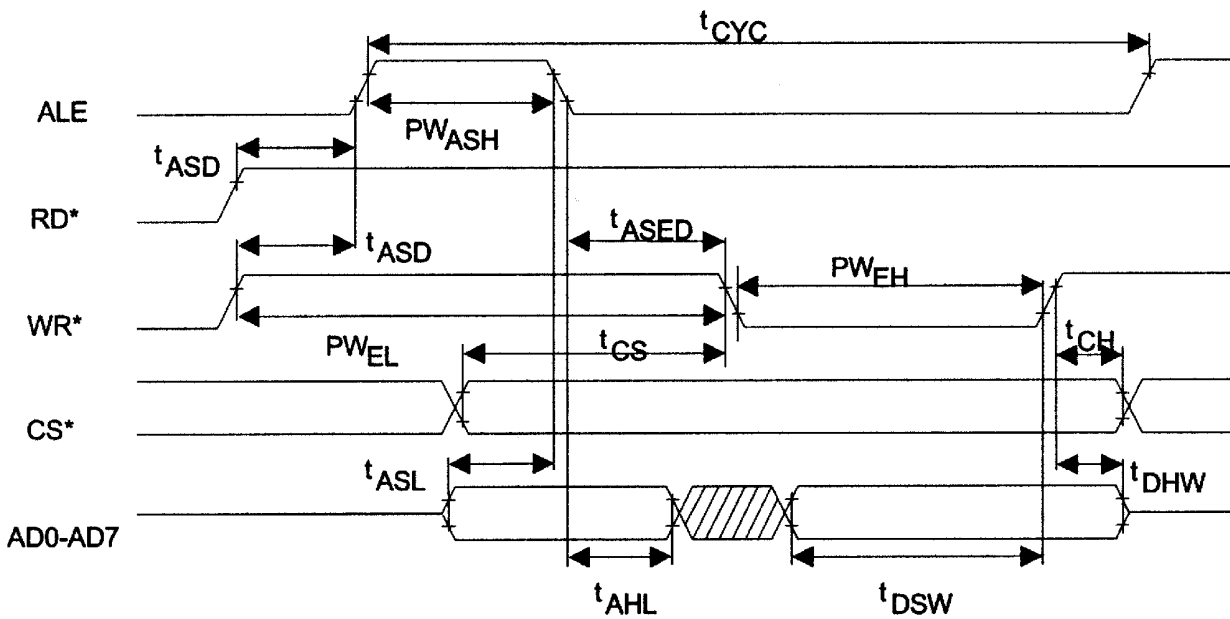 tCYC
ALE
PWASH
tASD
RD*
tASED
tASD
PWEH
WR*
PWEL
tCS
tCH
CS*
tASL
tDHW
AD0-AD7
tAHL
tDSW